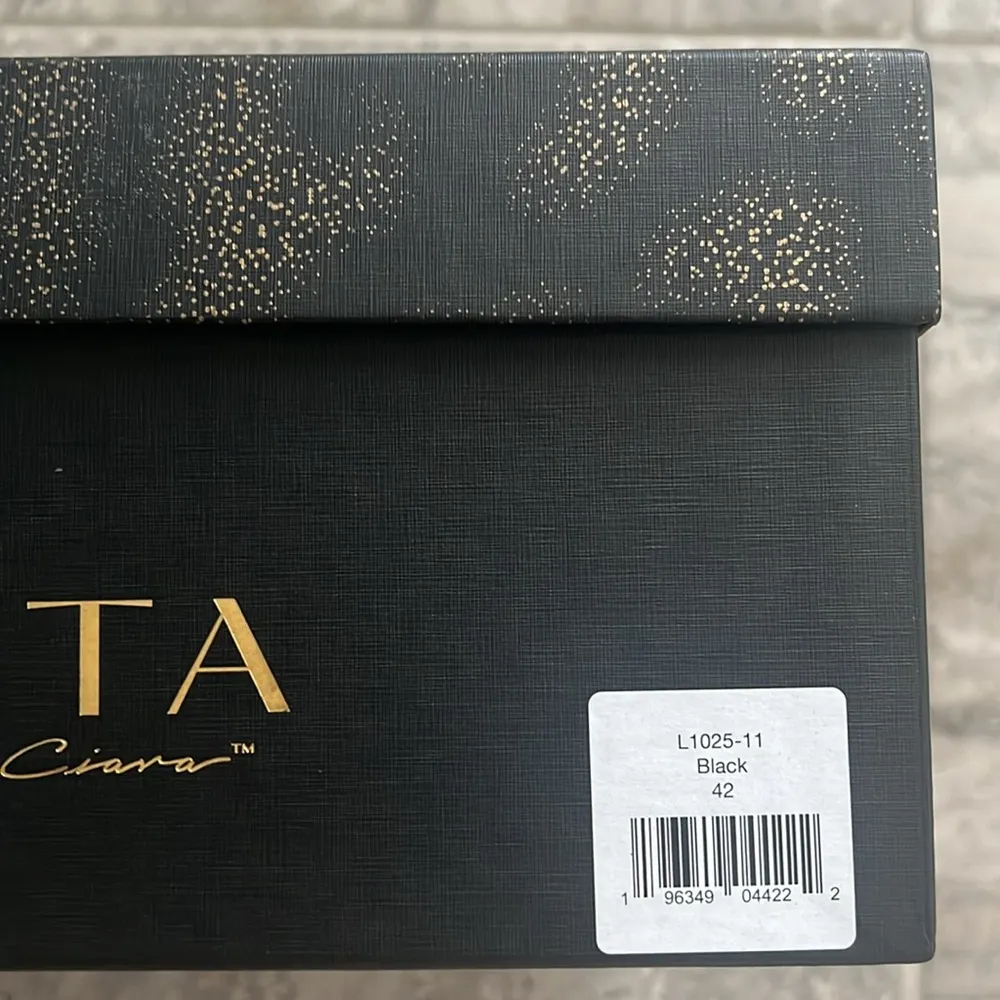 TA
Ciara™
L1025-11
Black
42
1 96349 04422 2